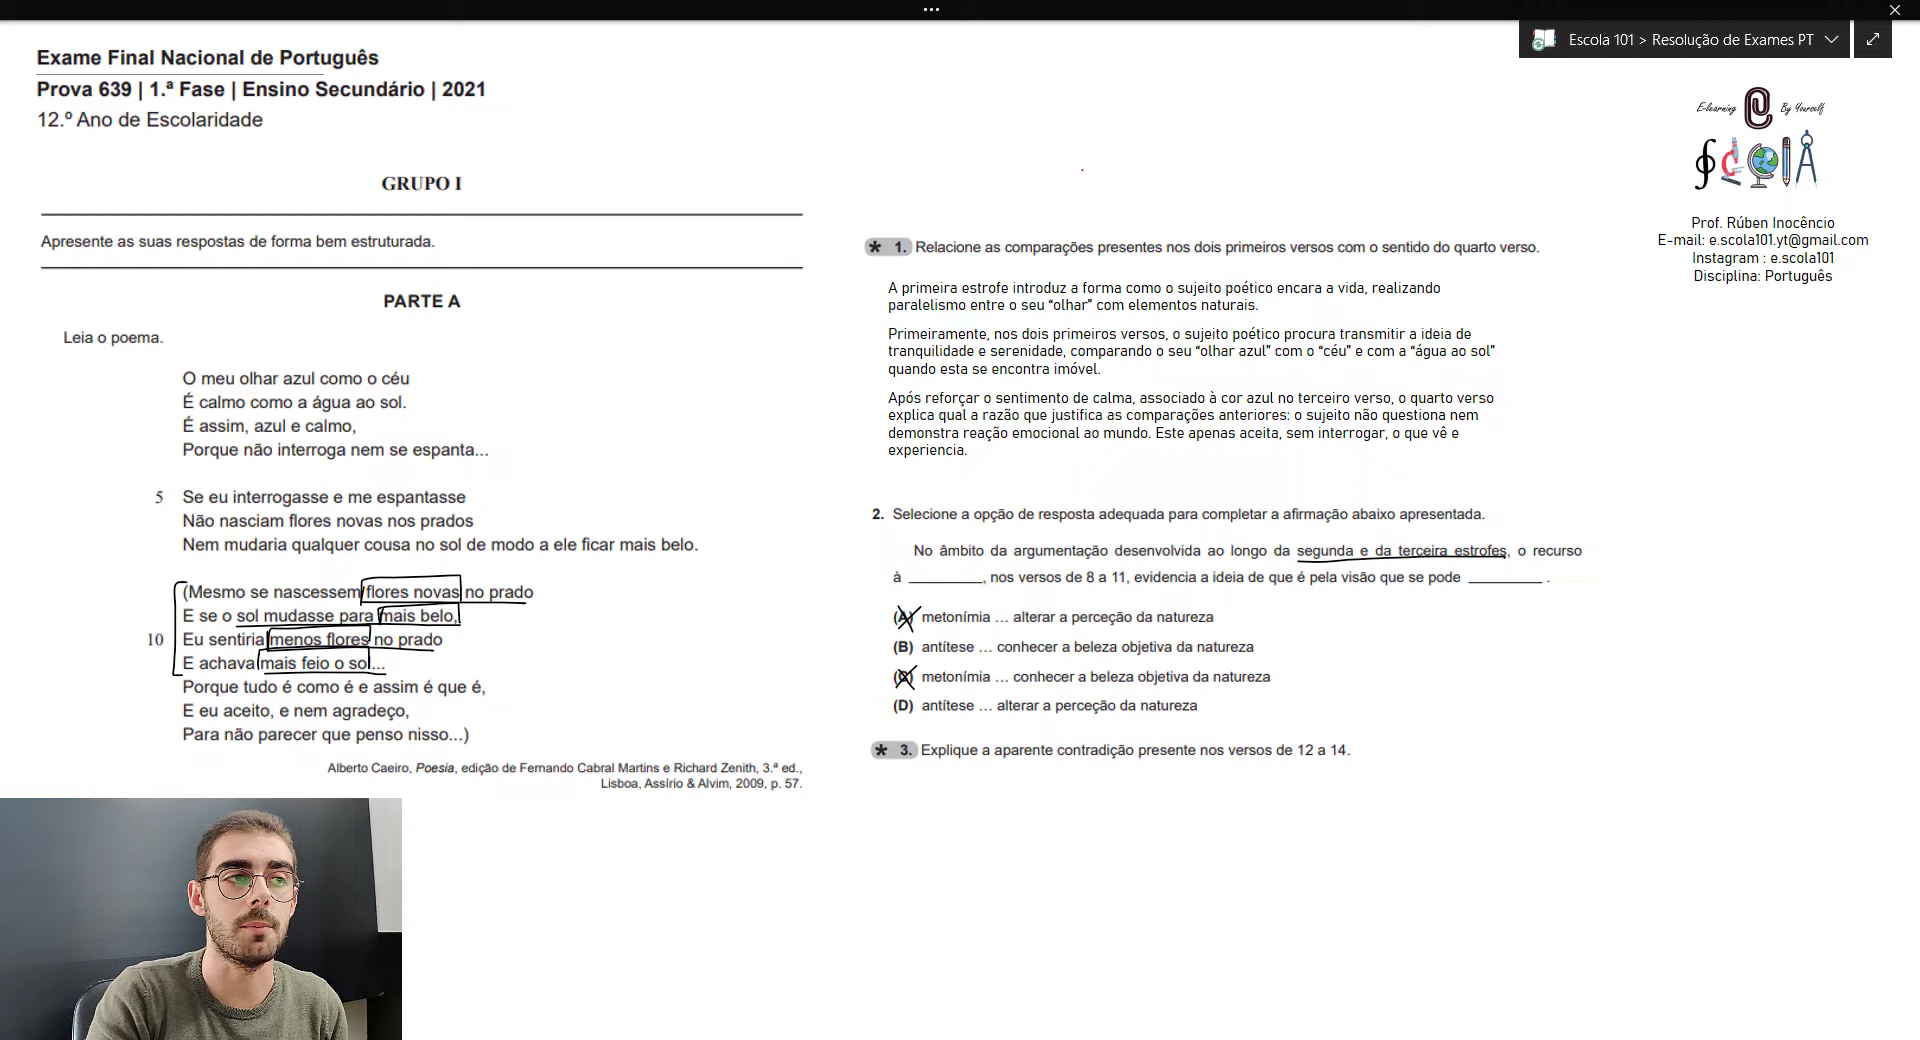 Exame Final Nacional de Português
Prova 639 | 1.ª Fase | Ensino Secundário | 2021
12.º Ano de Escolaridade
GRUPO I
Apresente as suas respostas de forma bem estruturada.
PARTE A
Leia o poema.
O meu olhar azul como o céu
É calmo como a água ao sol.
É assim, azul e calmo,
Porque não interroga nem se espanta...
5 Se eu interrogasse e me espantasse
Não nasciam flores novas nos prados
Nem mudaria qualquer cousa no sol de modo a ele ficar mais belo.
(Mesmo se nascessem flores novas no prado
E se o sol mudasse para mais belo,
10 Eu sentiria menos flores no prado
E achava mais feio o sol...
Porque tudo é como é e assim é que é,
E eu aceito, e nem agradeço,
Para não parecer que penso nisso...)
Alberto Caeiro, Poesia, edição de Fernando Cabral Martins e Richard Zenith, 3.ª ed.,
Lisboa, Assírio & Alvim, 2009, p. 57.
Escola 101 > Resolução de Exames PT
E-learning By Yourself
Prof. Rúben Inocêncio
E-mail: e.scola101.yt@gmail.com
Instagram : e.scola101
Disciplina: Português
* 1. Relacione as comparações presentes nos dois primeiros versos com o sentido do quarto verso.
A primeira estrofe introduz a forma como o sujeito poético encara a vida, realizando
paralelismo entre o seu “olhar” com elementos naturais.
Primeiramente, nos dois primeiros versos, o sujeito poético procura transmitir a ideia de
tranquilidade e serenidade, comparando o seu “olhar azul” com o “céu” e com a “água ao sol”
quando esta se encontra imóvel.
Após reforçar o sentimento de calma, associado à cor azul no terceiro verso, o quarto verso
explica qual a razão que justifica as comparações anteriores: o sujeito não questiona nem
demonstra reação emocional ao mundo. Este apenas aceita, sem interrogar, o que vê e
experiencia.
2. Selecione a opção de resposta adequada para completar a afirmação abaixo apresentada.
No âmbito da argumentação desenvolvida ao longo da segunda e da terceira estrofes, o recurso
à __________, nos versos de 8 a 11, evidencia a ideia de que é pela visão que se pode __________ .
(A) metonímia … alterar a perceção da natureza
(B) antítese … conhecer a beleza objetiva da natureza
(C) metonímia … conhecer a beleza objetiva da natureza
(D) antítese … alterar a perceção da natureza
* 3. Explique a aparente contradição presente nos versos de 12 a 14.